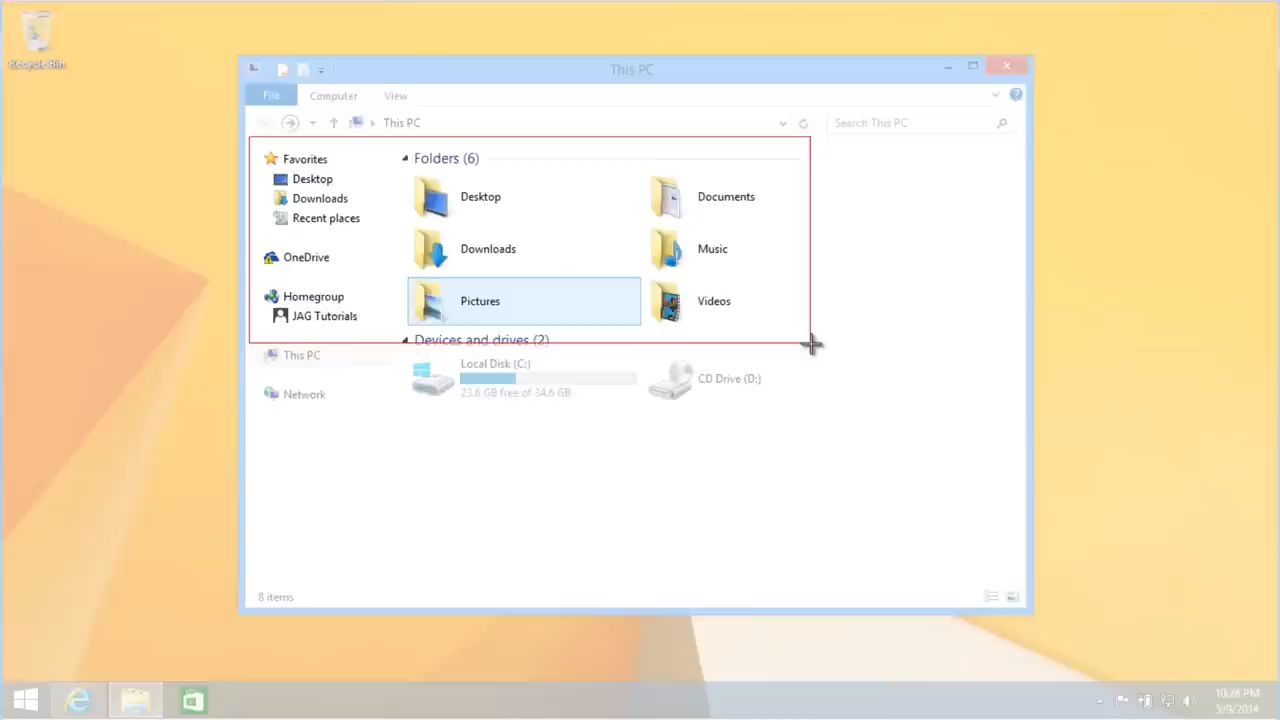 Recycle Bin
This PC
File
Computer
View
This PC
Search This PC
Favorites
Desktop
Downloads
Recent places
OneDrive
Homegroup
JAG Tutorials
This PC
Network
Folders (6)
Desktop
Documents
Downloads
Music
Pictures
Videos
Devices and drives (2)
Local Disk (C:)
23.6 GB free of 34.6 GB
CD Drive (D:)
8 items
10:28 PM
5/9/2014